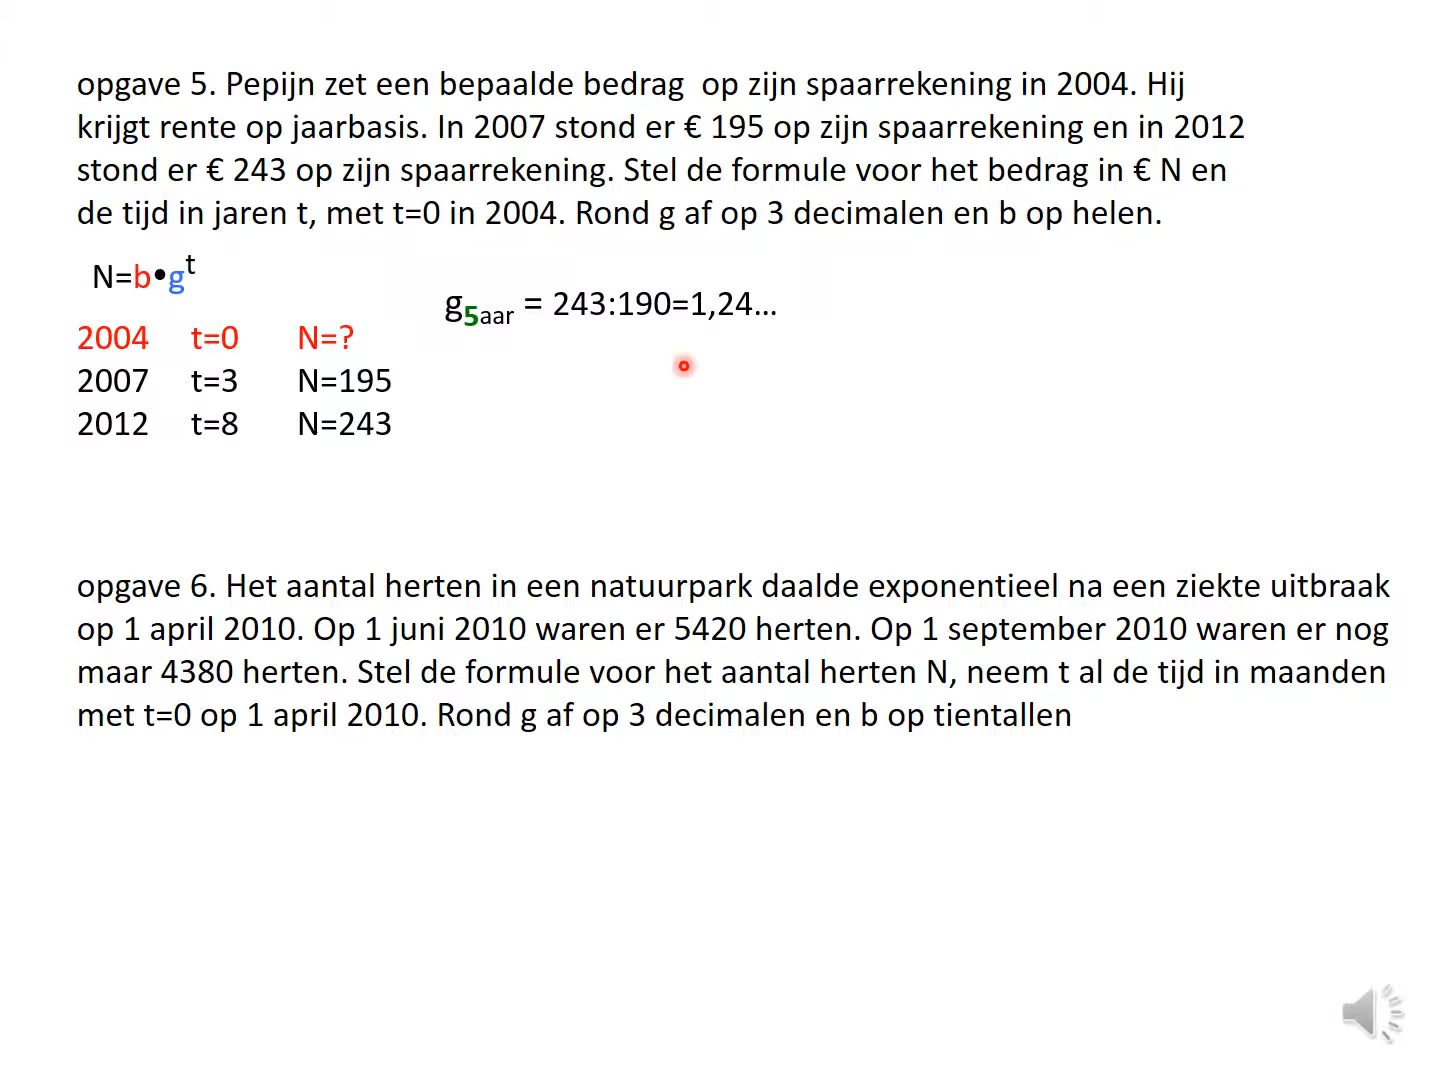 opgave 5. Pepijn zet een bepaalde bedrag  op zijn spaarrekening in 2004. Hij
krijgt rente op jaarbasis. In 2007 stond er € 195 op zijn spaarrekening en in 2012
stond er € 243 op zijn spaarrekening. Stel de formule voor het bedrag in € N en
de tijd in jaren t, met t=0 in 2004. Rond g af op 3 decimalen en b op helen.
N=b•g^t
g_5aar = 243:190=1,24...
2004 t=0 N=?
2007 t=3 N=195
2012 t=8 N=243
opgave 6. Het aantal herten in een natuurpark daalde exponentieel na een ziekte uitbraak
op 1 april 2010. Op 1 juni 2010 waren er 5420 herten. Op 1 september 2010 waren er nog
maar 4380 herten. Stel de formule voor het aantal herten N, neem t al de tijd in maanden
met t=0 op 1 april 2010. Rond g af op 3 decimalen en b op tientallen